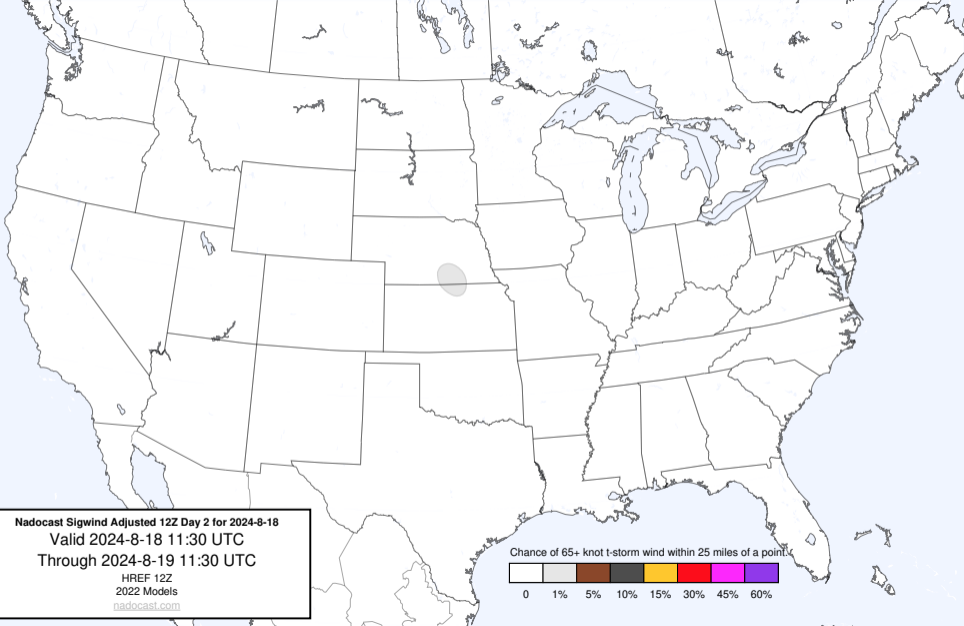 Nadocast Sigwind Adjusted 12Z Day 2 for 2024-8-18
Valid 2024-8-18 11:30 UTC
Through 2024-8-19 11:30 UTC
HREF 12Z
2022 Models
nadocast.com
Chance of 65+ knot t-storm wind within 25 miles of a point.
0 1% 5% 10% 15% 30% 45% 60%